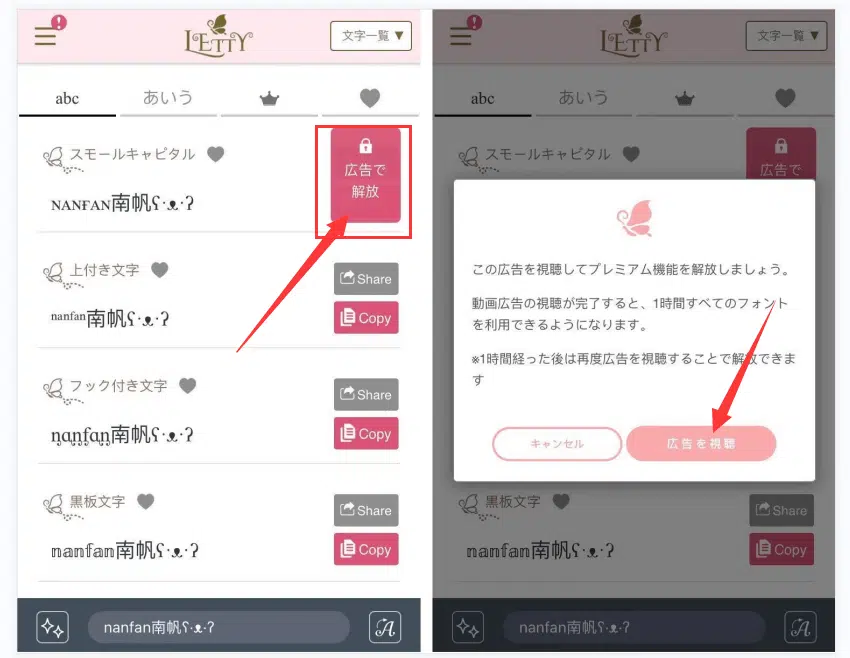 !
LETTY
文字一覧 ▼
abc
あいう
スモールキャピタル
広告で
解放
ɴᴀɴғᴀɴ南帆ʕ·ᴥ·ʔ
上付き文字
Share
ⁿᵃⁿᶠᵃⁿ南帆ʕ·ᴥ·ʔ
Copy
フック付き文字
Share
ղąղʄąղ南帆ʕ·ᴥ·ʔ
Copy
黒板文字
Share
𝕟𝕒𝕟𝕗𝕒𝕟南帆ʕ·ᴥ·ʔ
Copy
nanfan南帆ʕ·ᴥ·ʔ
A
!
LETTY
文字一覧 ▼
abc
あいう
スモールキャピタル
広告で
この広告を視聴してプレミアム機能を解放しましょう。
動画広告の視聴が完了すると、1時間すべてのフォント
を利用できるようになります。
※1時間経った後は再度広告を視聴することで解放できま
す
キャンセル
広告を視聴
黒板文字
Share
𝕟𝕒𝕟𝕗𝕒𝕟南帆ʕ·ᴥ·ʔ
Copy
nanfan南帆ʕ·ᴥ·ʔ
A